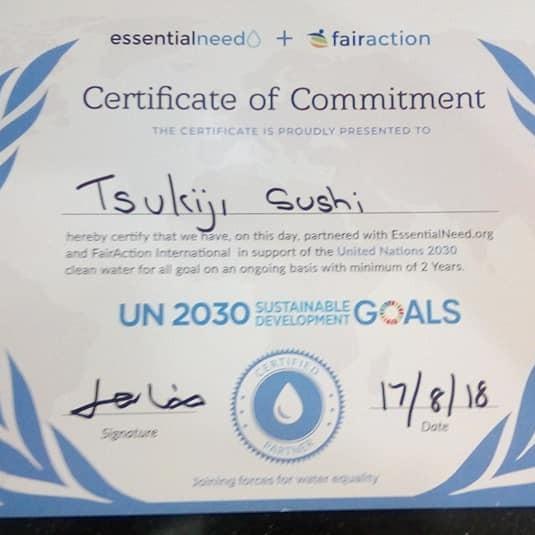 essentialneed + fairaction
Certificate of Commitment
THE CERTIFICATE IS PROUDLY PRESENTED TO
Tsukiji Sushi
hereby certify that we have, on this day, partnered with EssentialNeed.org
and FairAction International in support of the United Nations 2030
clean water for all goal on an ongoing basis with minimum of 2 Years.
UN 2030 SUSTAINABLE DEVELOPMENT GOALS
17/8/18
Signature
Date
CERTIFIED
PARTNER
Joining forces for water equality